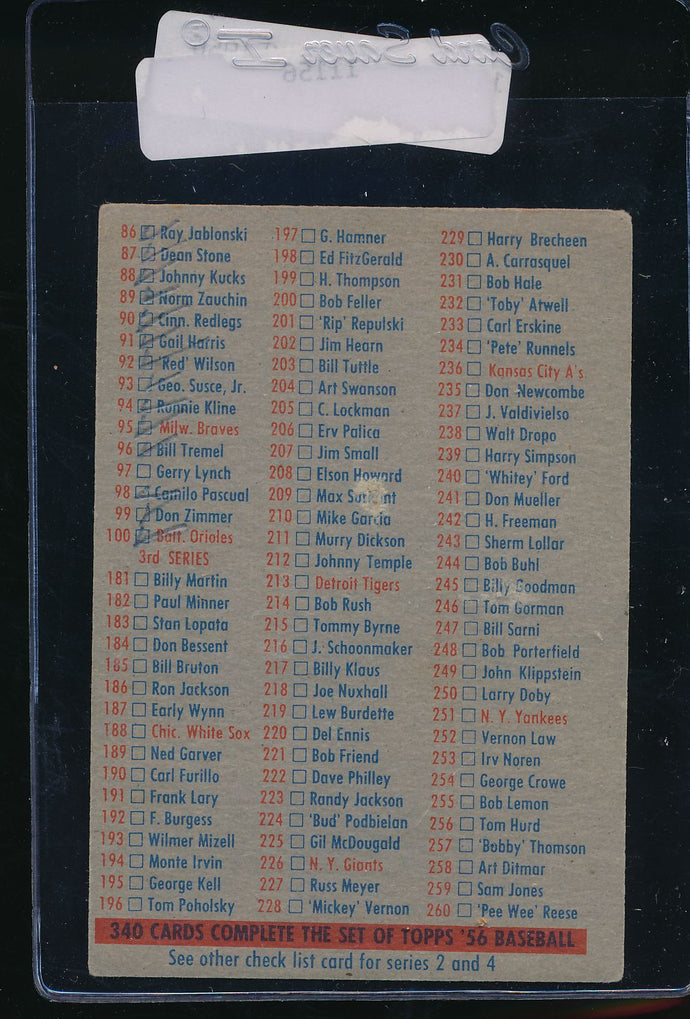 Card Saver I
11156
86 Ray Jablonski
87 Dean Stone
88 Johnny Kucks
89 Norm Zauchin
90 Cinn. Redlegs
91 Gail Harris
92 'Red' Wilson
93 Geo. Susce, Jr.
94 Ronnie Kline
95 Milw. Braves
96 Bill Tremel
97 Gerry Lynch
98 Camilo Pascual
99 Don Zimmer
100 Balt. Orioles
3rd SERIES
181 Billy Martin
182 Paul Minner
183 Stan Lopata
184 Don Bessent
185 Bill Bruton
186 Ron Jackson
187 Early Wynn
188 Chic. White Sox
189 Ned Garver
190 Carl Furillo
191 Frank Lary
192 F. Burgess
193 Wilmer Mizell
194 Monte Irvin
195 George Kell
196 Tom Poholsky
197 G. Hamner
198 Ed FitzGerald
199 H. Thompson
200 Bob Feller
201 'Rip' Repulski
202 Jim Hearn
203 Bill Tuttle
204 Art Swanson
205 C. Lockman
206 Erv Palica
207 Jim Small
208 Elson Howard
209 Max Surkont
210 Mike Garcia
211 Murry Dickson
212 Johnny Temple
213 Detroit Tigers
214 Bob Rush
215 Tommy Byrne
216 J. Schoonmaker
217 Billy Klaus
218 Joe Nuxhall
219 Lew Burdette
220 Del Ennis
221 Bob Friend
222 Dave Philley
223 Randy Jackson
224 'Bud' Podbielan
225 Gil McDougald
226 N. Y. Giants
227 Russ Meyer
228 'Mickey' Vernon
229 Harry Brecheen
230 A. Carrasquel
231 Bob Hale
232 'Toby' Atwell
233 Carl Erskine
234 'Pete' Runnels
236 Kansas City A's
235 Don Newcombe
237 J. Valdivielso
238 Walt Dropo
239 Harry Simpson
240 'Whitey' Ford
241 Don Mueller
242 H. Freeman
243 Sherm Lollar
244 Bob Buhl
245 Billy Goodman
246 Tom Gorman
247 Bill Sarni
248 Bob Porterfield
249 John Klippstein
250 Larry Doby
251 N. Y. Yankees
252 Vernon Law
253 Irv Noren
254 George Crowe
255 Bob Lemon
256 Tom Hurd
257 'Bobby' Thomson
258 Art Ditmar
259 Sam Jones
260 'Pee Wee' Reese
340 CARDS COMPLETE THE SET OF TOPPS '56 BASEBALL
See other check list card for series 2 and 4